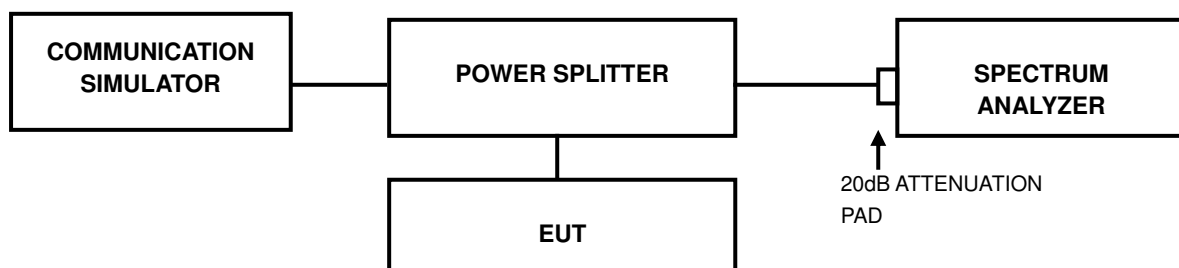 COMMUNICATION
SIMULATOR
POWER SPLITTER
SPECTRUM
ANALYZER
20dB ATTENUATION
PAD
EUT